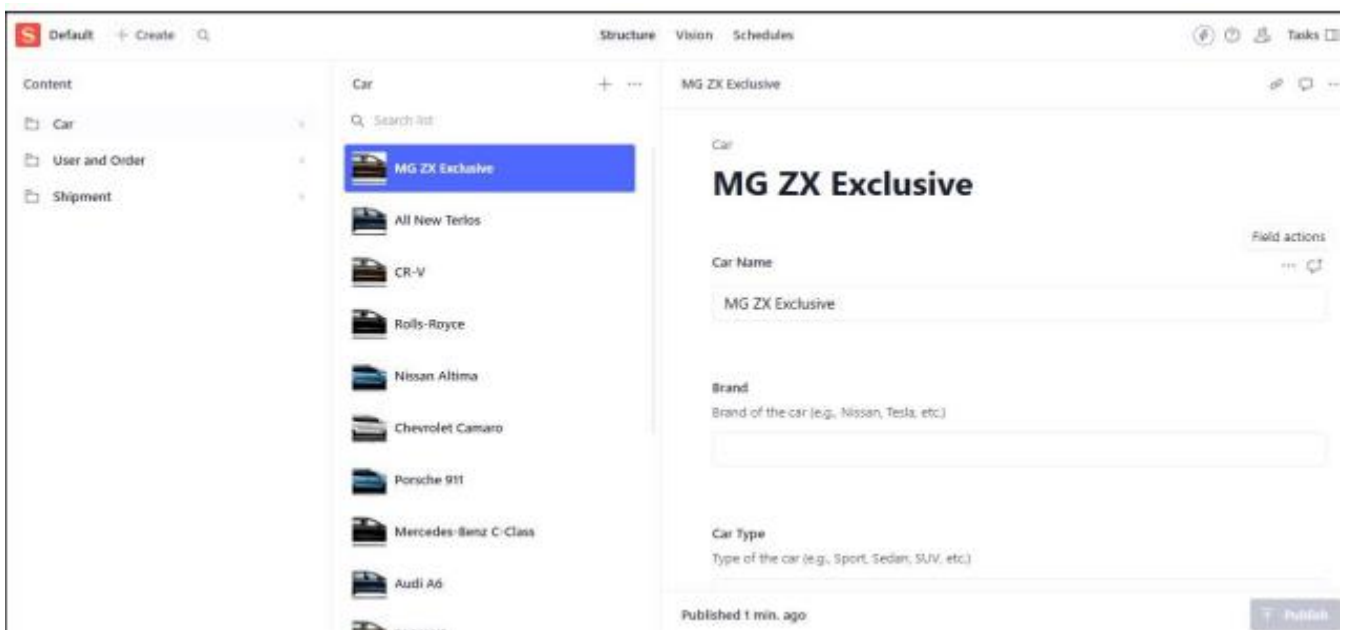 S Default + Create
Structure Vision Schedules
Tasks
Content
Car
User and Order
Shipment
Car
Search list
MG ZX Exclusive
All New Terlos
CR-V
Rolls-Royce
Nissan Altima
Chevrolet Camaro
Porsche 911
Mercedes-Benz C-Class
Audi A6
MG ZX Exclusive
Car
MG ZX Exclusive
Field actions
Car Name
MG ZX Exclusive
Brand
Brand of the car (e.g., Nissan, Tesla, etc.)
Car Type
Type of the car (e.g., Sport, Sedan, SUV, etc.)
Published 1 min. ago
Publish